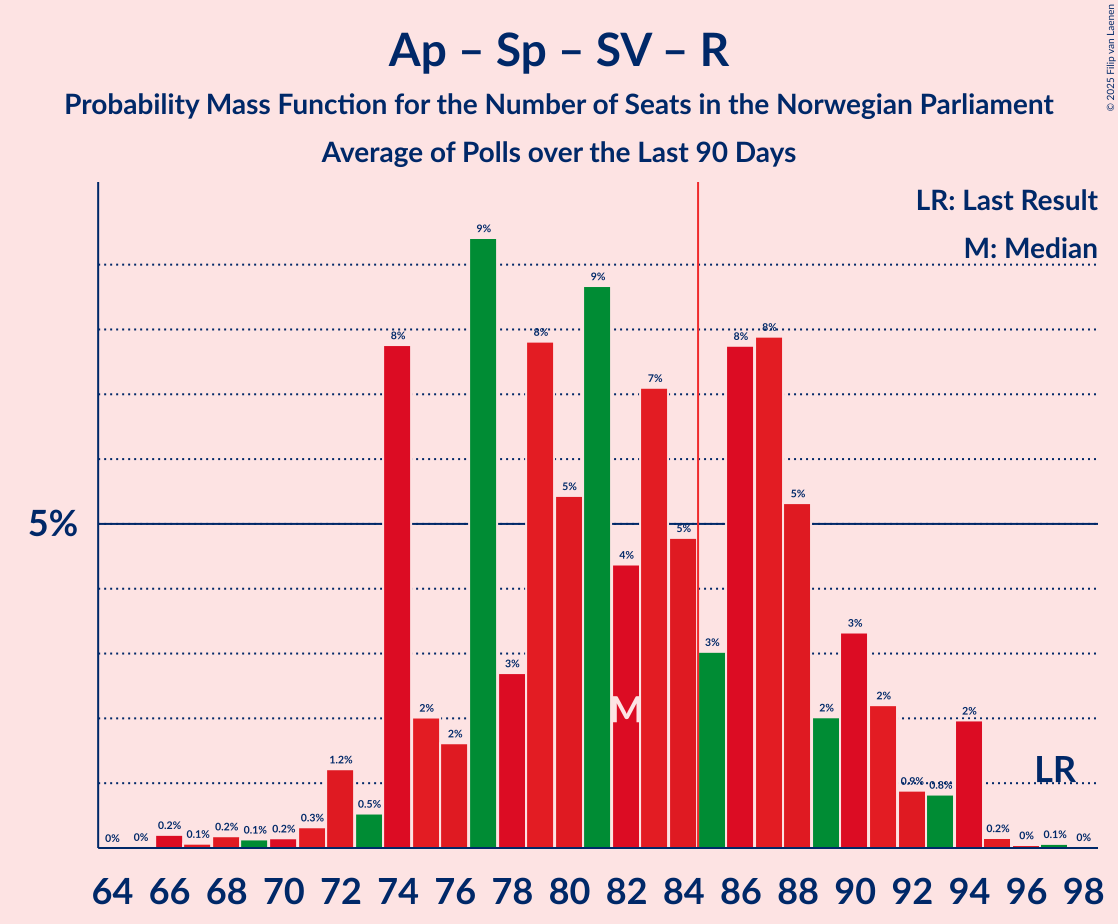 Ap – Sp – SV – R
Probability Mass Function for the Number of Seats in the Norwegian Parliament
Average of Polls over the Last 90 Days
© 2025 Filip van Laenen
LR: Last Result
M: Median
5%
0% 0% 0.2% 0.1% 0.2% 0.1% 0.2% 0.3% 1.2% 0.5% 8% 2% 2% 9% 3% 8% 5% 9% 4% 7% 5% 3% 8% 8% 5% 2% 3% 2% 0.9% 0.8% 2% 0.2% 0% 0.1% 0%
M
LR
64 66 68 70 72 74 76 78 80 82 84 86 88 90 92 94 96 98